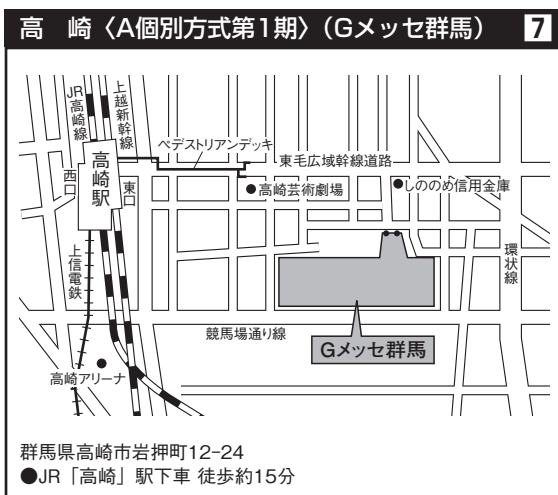 高 崎〈A個別方式第1期〉（Gメッセ群馬） 7
JR高崎線
上越新幹線
ペデストリアンデッキ
東毛広域幹線道路
西口
高崎駅
東口
●高崎芸術劇場
●しののめ信用金庫
上信電鉄
環状線
競馬場通り線
Gメッセ群馬
高崎アリーナ
群馬県高崎市岩押町12−24
●JR「高崎」駅下車 徒歩約15分